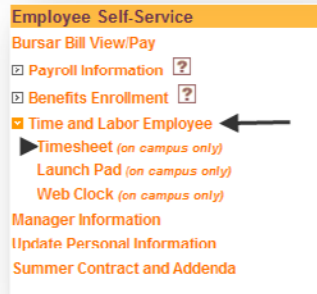 Employee Self-Service
Bursar Bill View/Pay
Payroll Information ?
Benefits Enrollment ?
Time and Labor Employee
Timesheet (on campus only)
Launch Pad (on campus only)
Web Clock (on campus only)
Manager Information
Update Personal Information
Summer Contract and Addenda